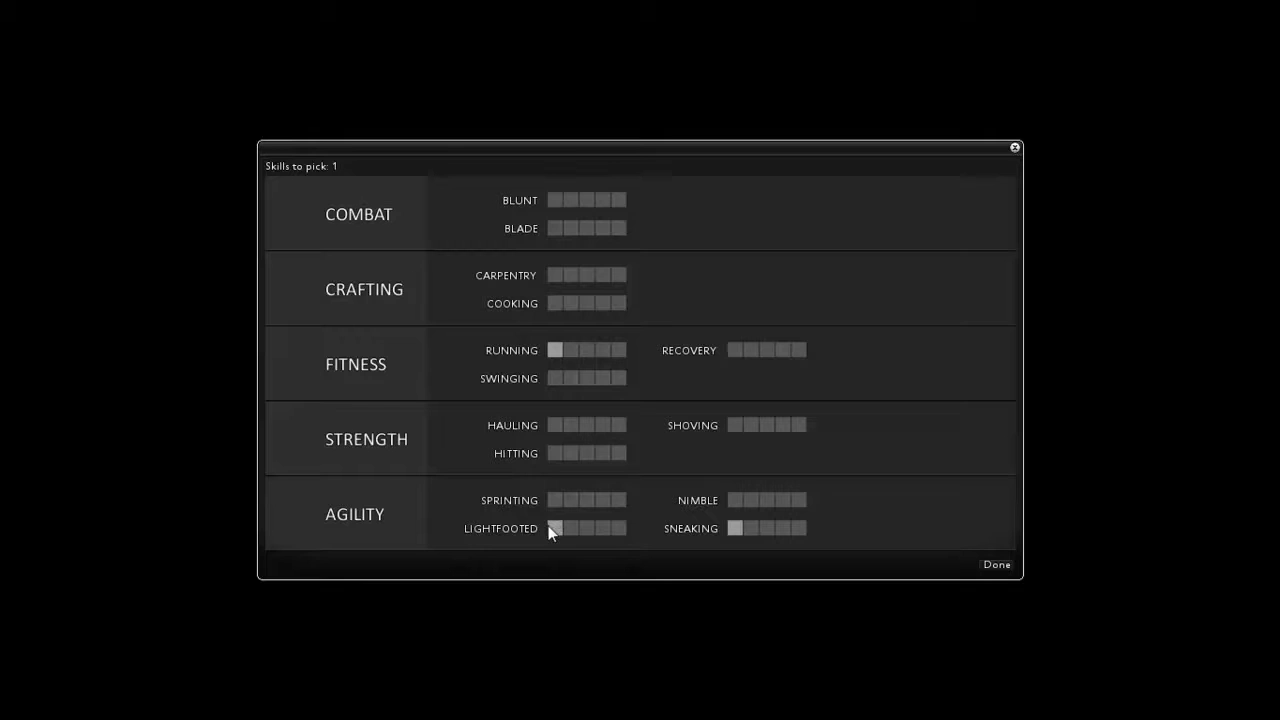 Skills to pick: 1
COMBAT
BLUNT
BLADE
CRAFTING
CARPENTRY
COOKING
FITNESS
RUNNING RECOVERY
SWINGING
STRENGTH
HAULING SHOVING
HITTING
AGILITY
SPRINTING NIMBLE
LIGHTFOOTED SNEAKING
Done